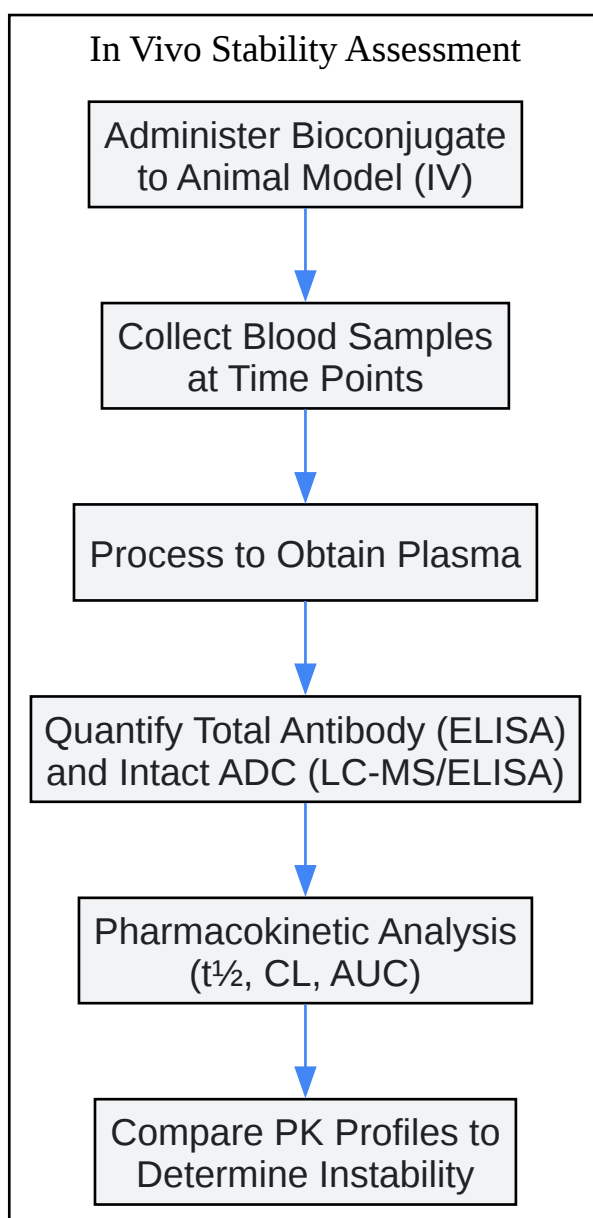 In Vivo Stability Assessment
Administer Bioconjugate
to Animal Model (IV)
Collect Blood Samples
at Time Points
Process to Obtain Plasma
Quantify Total Antibody (ELISA)
and Intact ADC (LC-MS/ELISA)
Pharmacokinetic Analysis
(t½, CL, AUC)
Compare PK Profiles to
Determine Instability